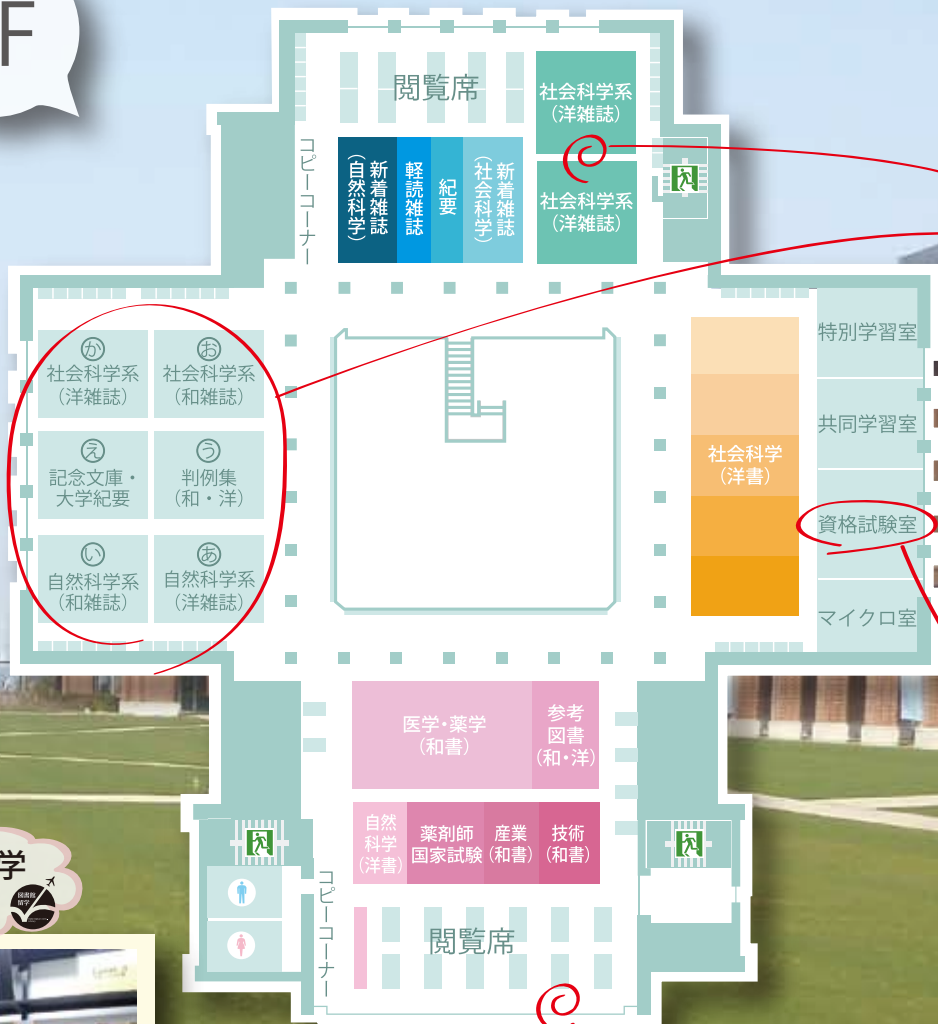 F
閲覧席
社会科学系
(洋雑誌)
コピーコーナー
新着雑誌
(自然科学)
軽読雑誌
紀要
新着雑誌
(社会科学)
社会科学系
(洋雑誌)
か
社会科学系
(洋雑誌)
お
社会科学系
(和雑誌)
え
記念文庫・
大学紀要
う
判例集
(和・洋)
い
自然科学系
(和雑誌)
あ
自然科学系
(洋雑誌)
社会科学
(洋書)
特別学習室
共同学習室
資格試験室
マイクロ室
医学・薬学
(和書)
参考
図書
(和・洋)
自然
科学
(洋書)
薬剤師
国家試験
産業
(和書)
技術
(和書)
コピーコーナー
閲覧席
学
図書館
留学